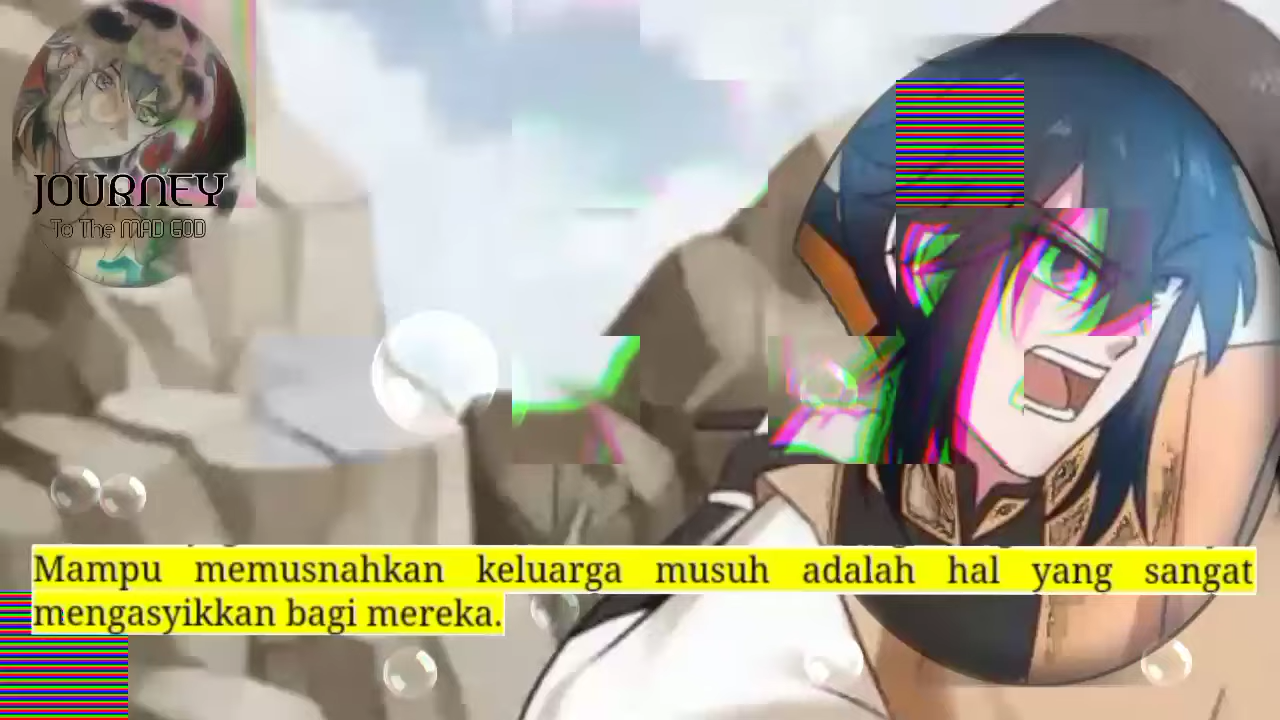 JOURNEY
To The MAD GOD
Mampu memusnahkan keluarga musuh adalah hal yang sangat
mengasyikkan bagi mereka.